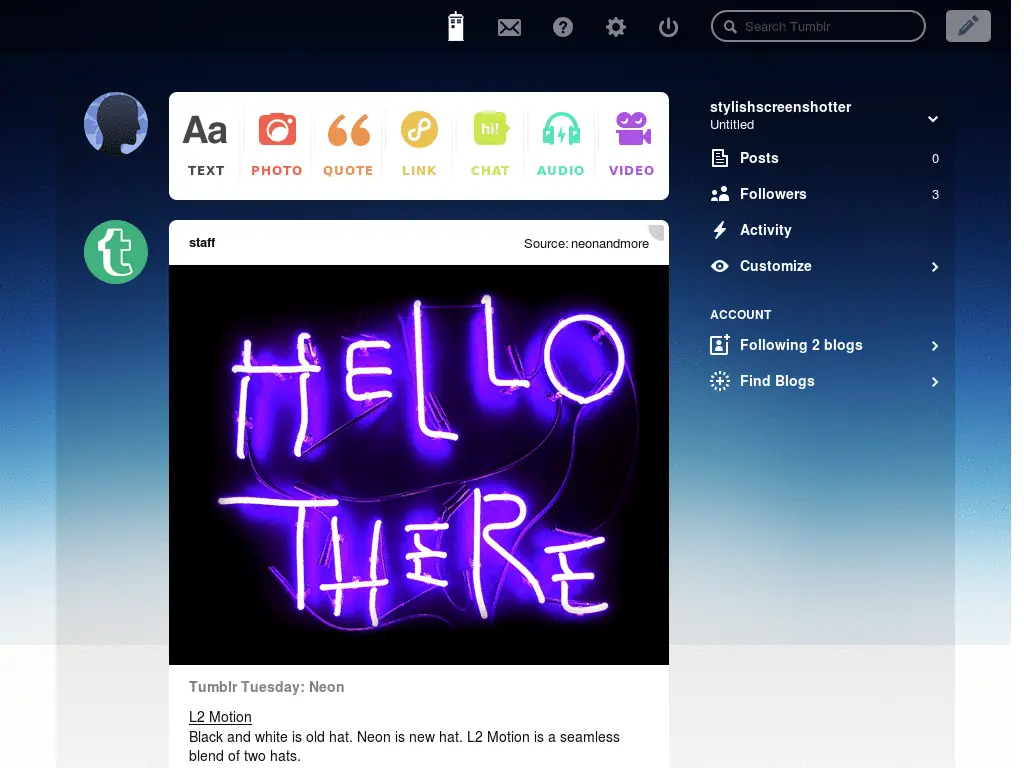 Search Tumblr
Aa
hi!
TEXT
PHOTO
QUOTE
LINK
CHAT
AUDIO
VIDEO
stylishscreenshotter
Untitled
Posts 0
Followers 3
Activity
Customize
ACCOUNT
Following 2 blogs
Find Blogs
t
staff
Source: neonandmore
HELLO
THERE
Tumblr Tuesday: Neon
L2 Motion
Black and white is old hat. Neon is new hat. L2 Motion is a seamless
blend of two hats.